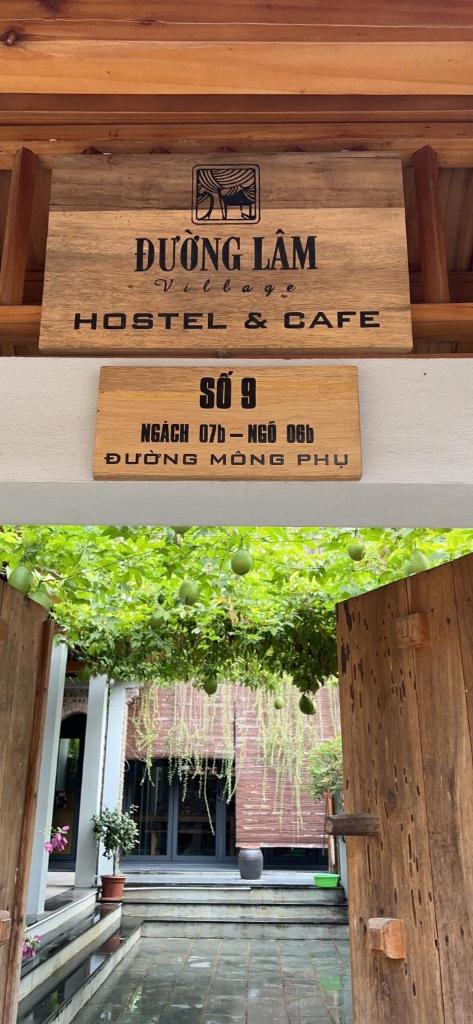 ĐƯỜNG LÂM
Village
HOSTEL & CAFE
SỐ 9
NGÁCH 07b – NGÕ 06b
ĐƯỜNG MÔNG PHỤ